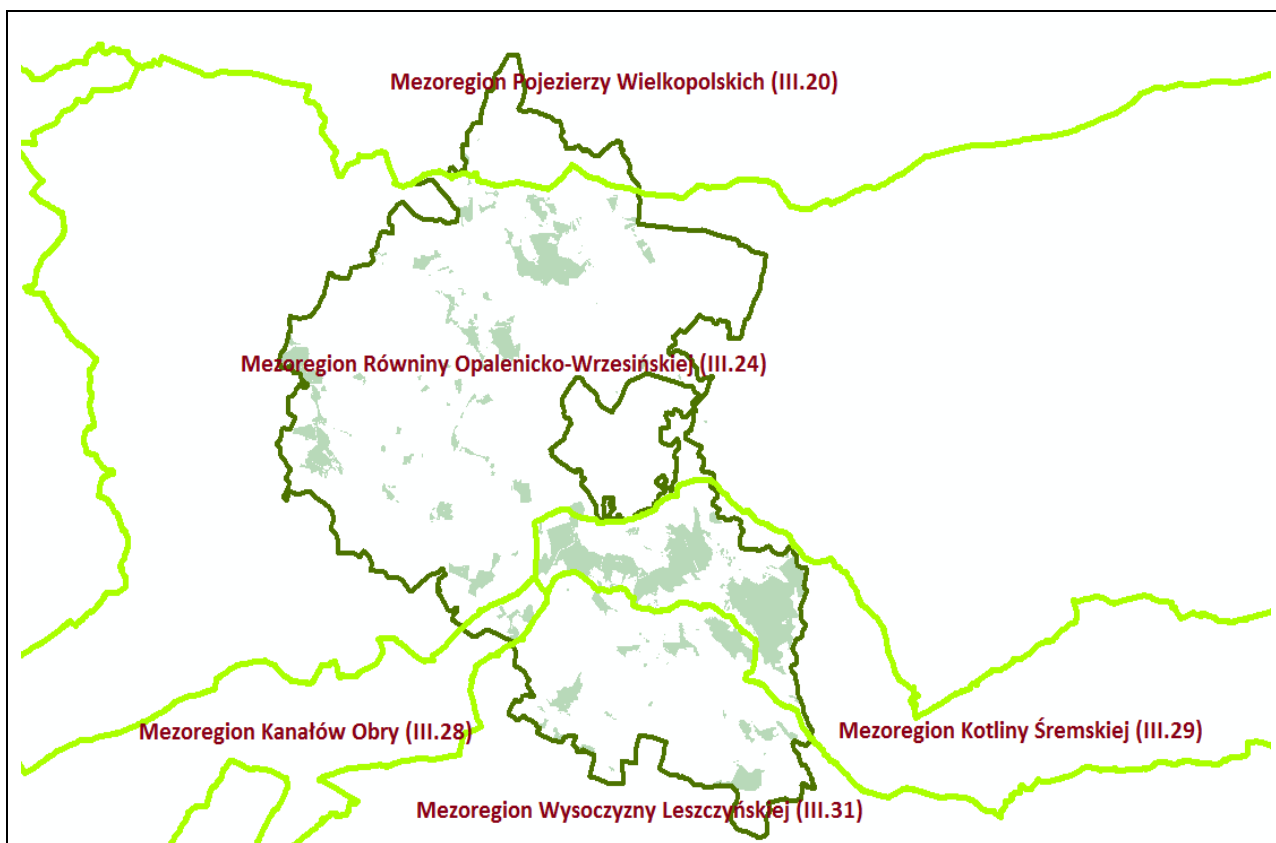 Mezoregion Pojezierzy Wielkopolskich (III.20)
Mezoregion Równiny Opalenicko-Wrzesińskiej (III.24)
Mezoregion Kanałów Obry (III.28)
Mezoregion Kotliny Śremskiej (III.29)
Mezoregion Wysoczyzny Leszczyńskiej (III.31)